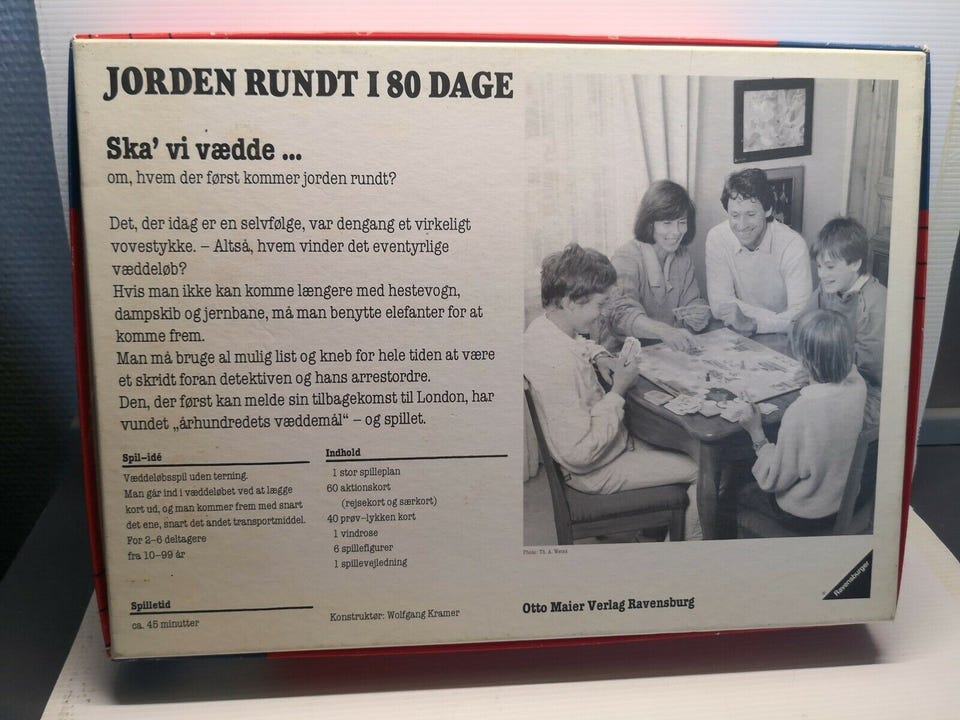 JORDEN RUNDT I 80 DAGE
Ska' vi vædde ...
om, hvem der først kommer jorden rundt?
Det, der idag er en selvfølge, var dengang et virkeligt
vovestykke. – Altså, hvem vinder det eventyrlige
væddeløb?
Hvis man ikke kan komme længere med hestevogn,
dampskib og jernbane, må man benytte elefanter for at
komme frem.
Man må bruge al mulig list og kneb for hele tiden at være
et skridt foran detektiven og hans arrestordre.
Den, der først kan melde sin tilbagekomst til London, har
vundet „århundredets væddemål“ – og spillet.
Spil-idé
Væddeløbsspil uden terning.
Man går ind i væddeløbet ved at lægge
kort ud, og man kommer frem med snart
det ene, snart det andet transportmiddel.
For 2–6 deltagere
fra 10–99 år
Spilletid
ca. 45 minutter
Indhold
1 stor spilleplan
60 aktionskort
(rejsekort og særkort)
40 prøv-lykken kort
1 vindrose
6 spillefigurer
1 spillevejledning
Konstruktør: Wolfgang Kramer
Photo: Th. A. Weiss
Otto Maier Verlag Ravensburg
Ravensburger